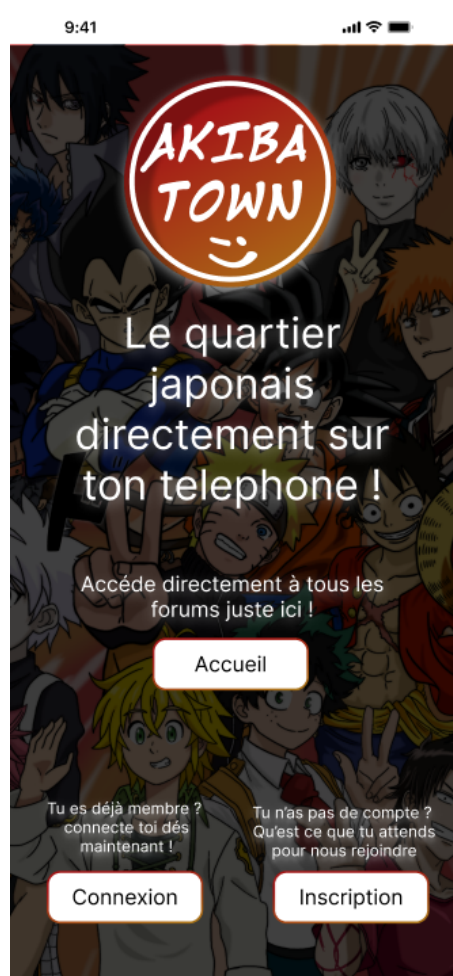 9:41
AKIBA
TOWN
Le quartier
japonais
directement sur
ton telephone !
Accéde directement à tous les
forums juste ici !
Accueil
Tu es déjà membre ?
connecte toi dés
maintenant !
Connexion
Tu n'as pas de compte ?
Qu'est ce que tu attends
pour nous rejoindre
Inscription